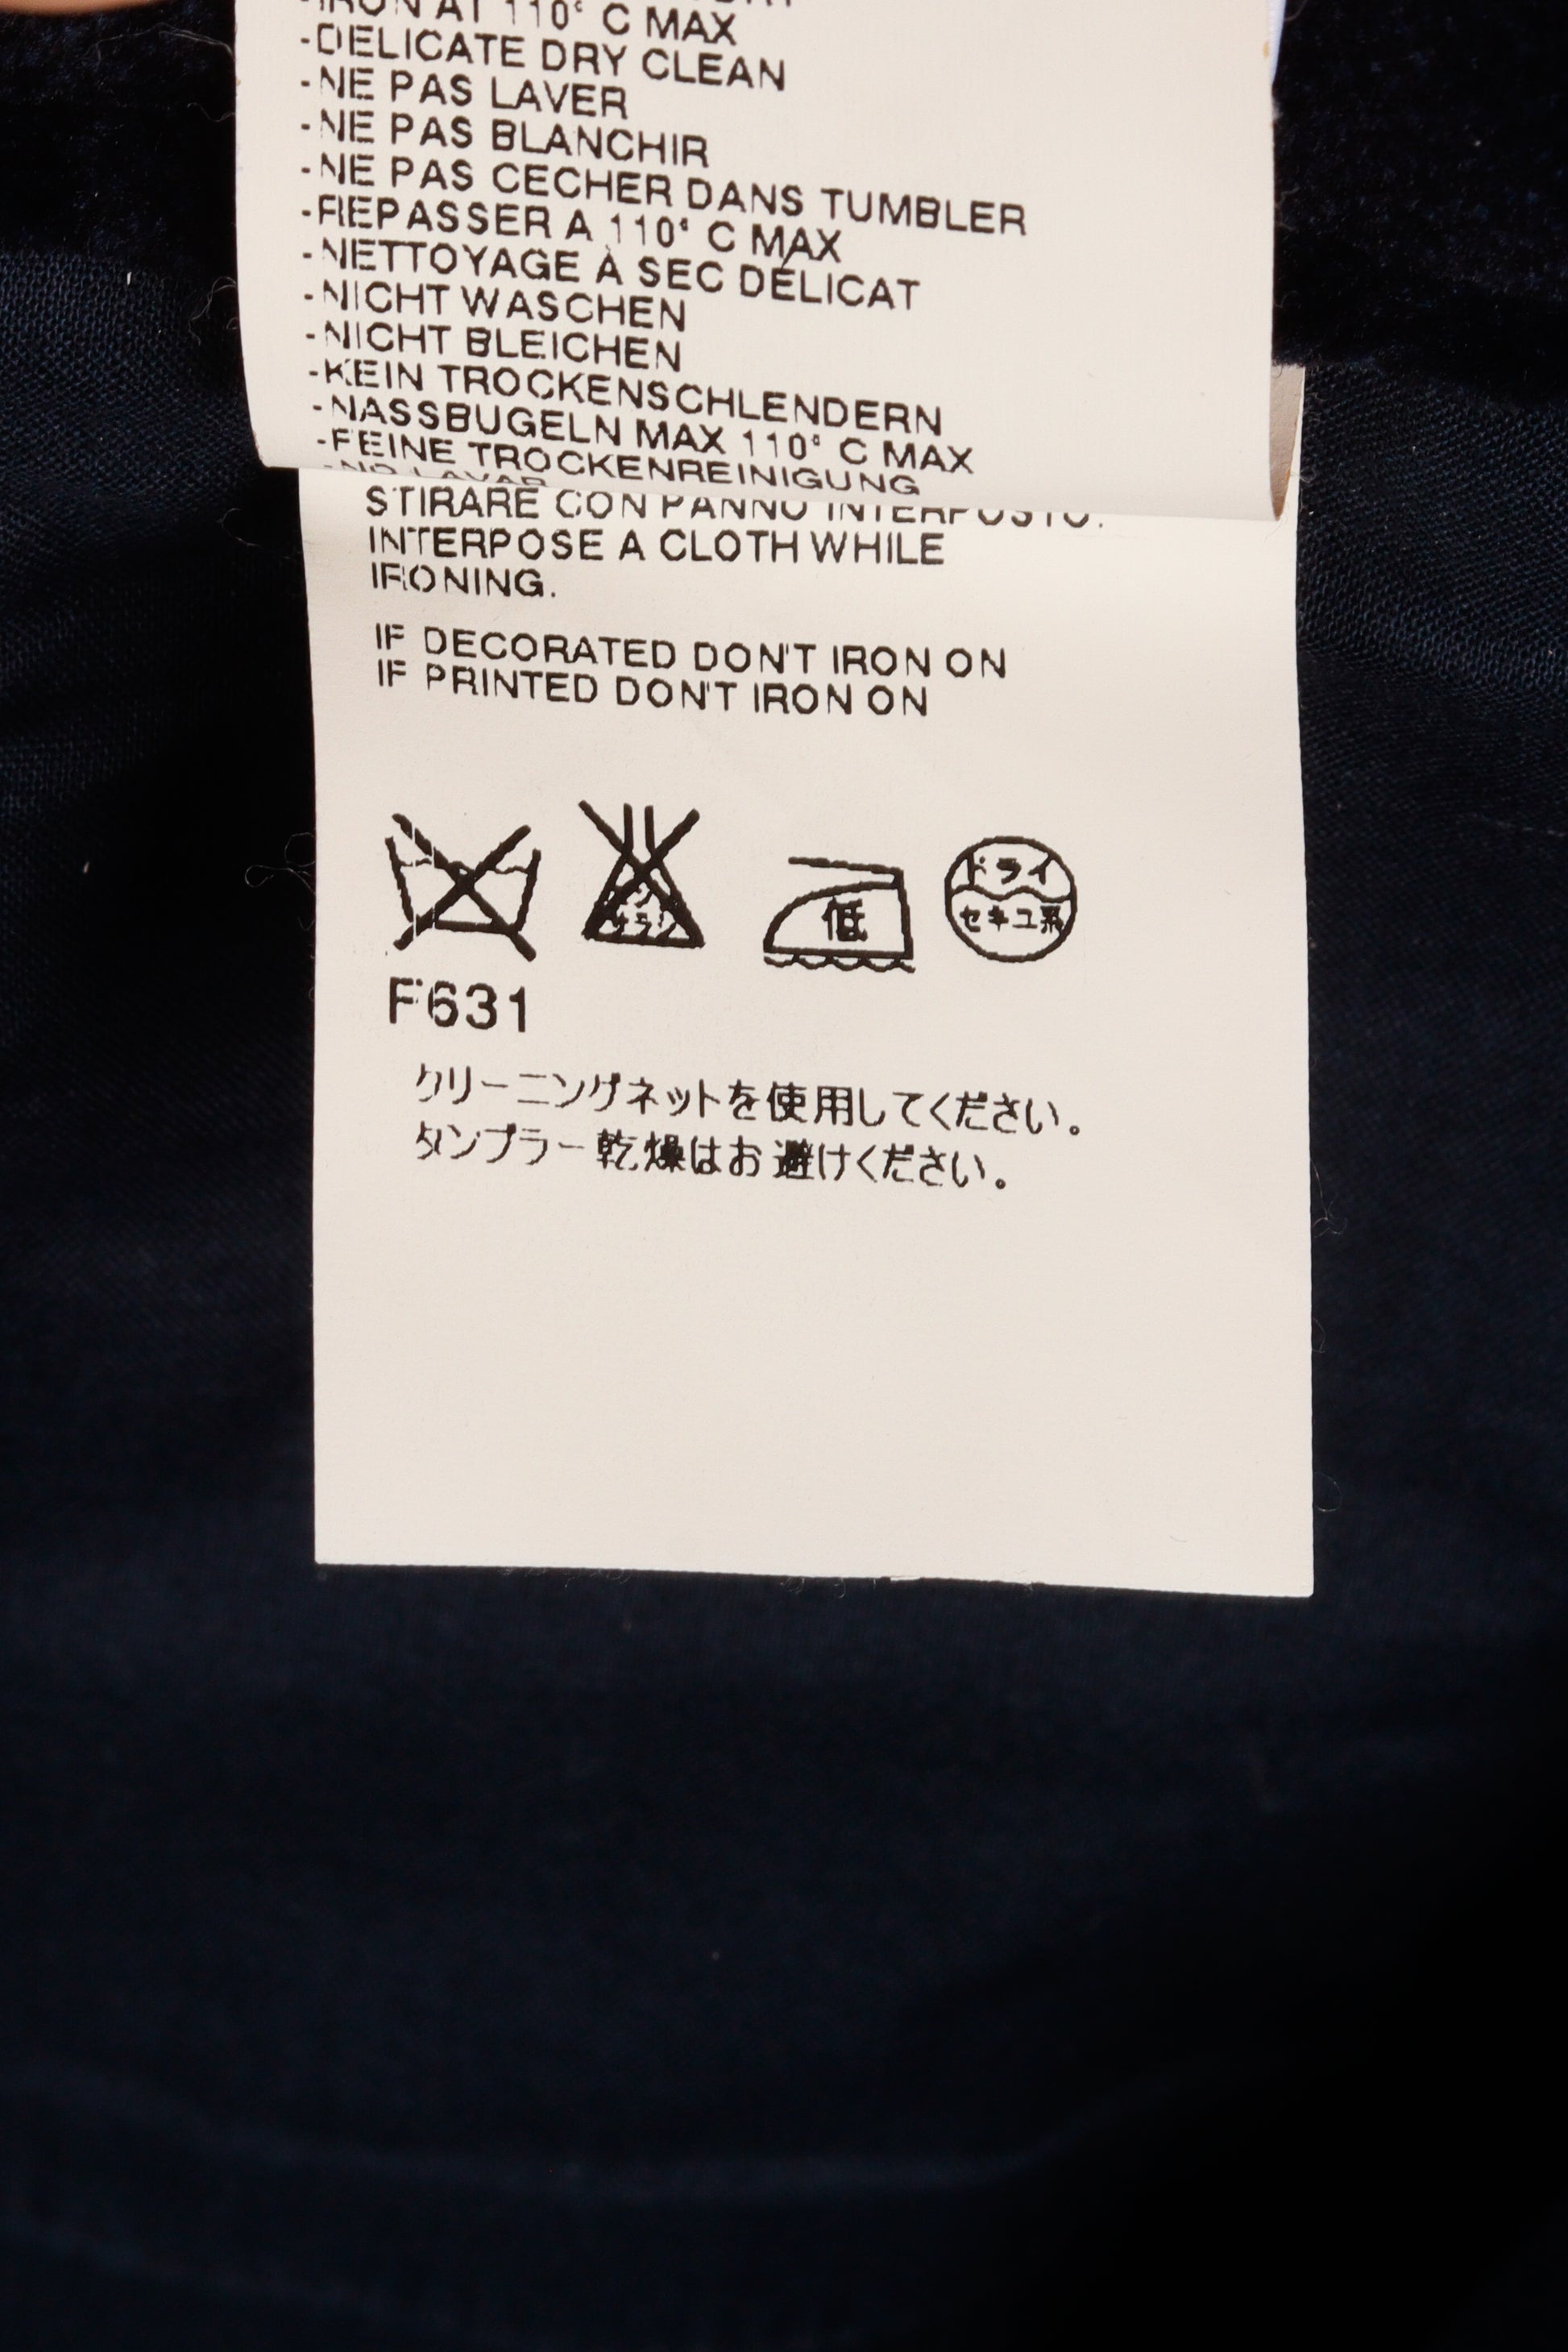 -IRON AT 110° C MAX
-DELICATE DRY CLEAN
-NE PAS LAVER
-NE PAS BLANCHIR
-NE PAS CECHER DANS TUMBLER
-REPASSER A 110° C MAX
-NETTOYAGE À SEC DÉLICAT
-NICHT WASCHEN
-NICHT BLEICHEN
-KEIN TROCKENSCHLENDERN
-NASSBUGELN MAX 110° C MAX
-FEINE TROCKENREINIGUNG
-NO LAVAR
STIRARE CON PANNO INTERPOSTO.
INTERPOSE A CLOTH WHILE
IRONING.
IF DECORATED DON'T IRON ON
IF PRINTED DON'T IRON ON
低
ドライ
セキユ系
F631
クリーニングネットを使用してください。
タンブラー乾燥はお避けください。